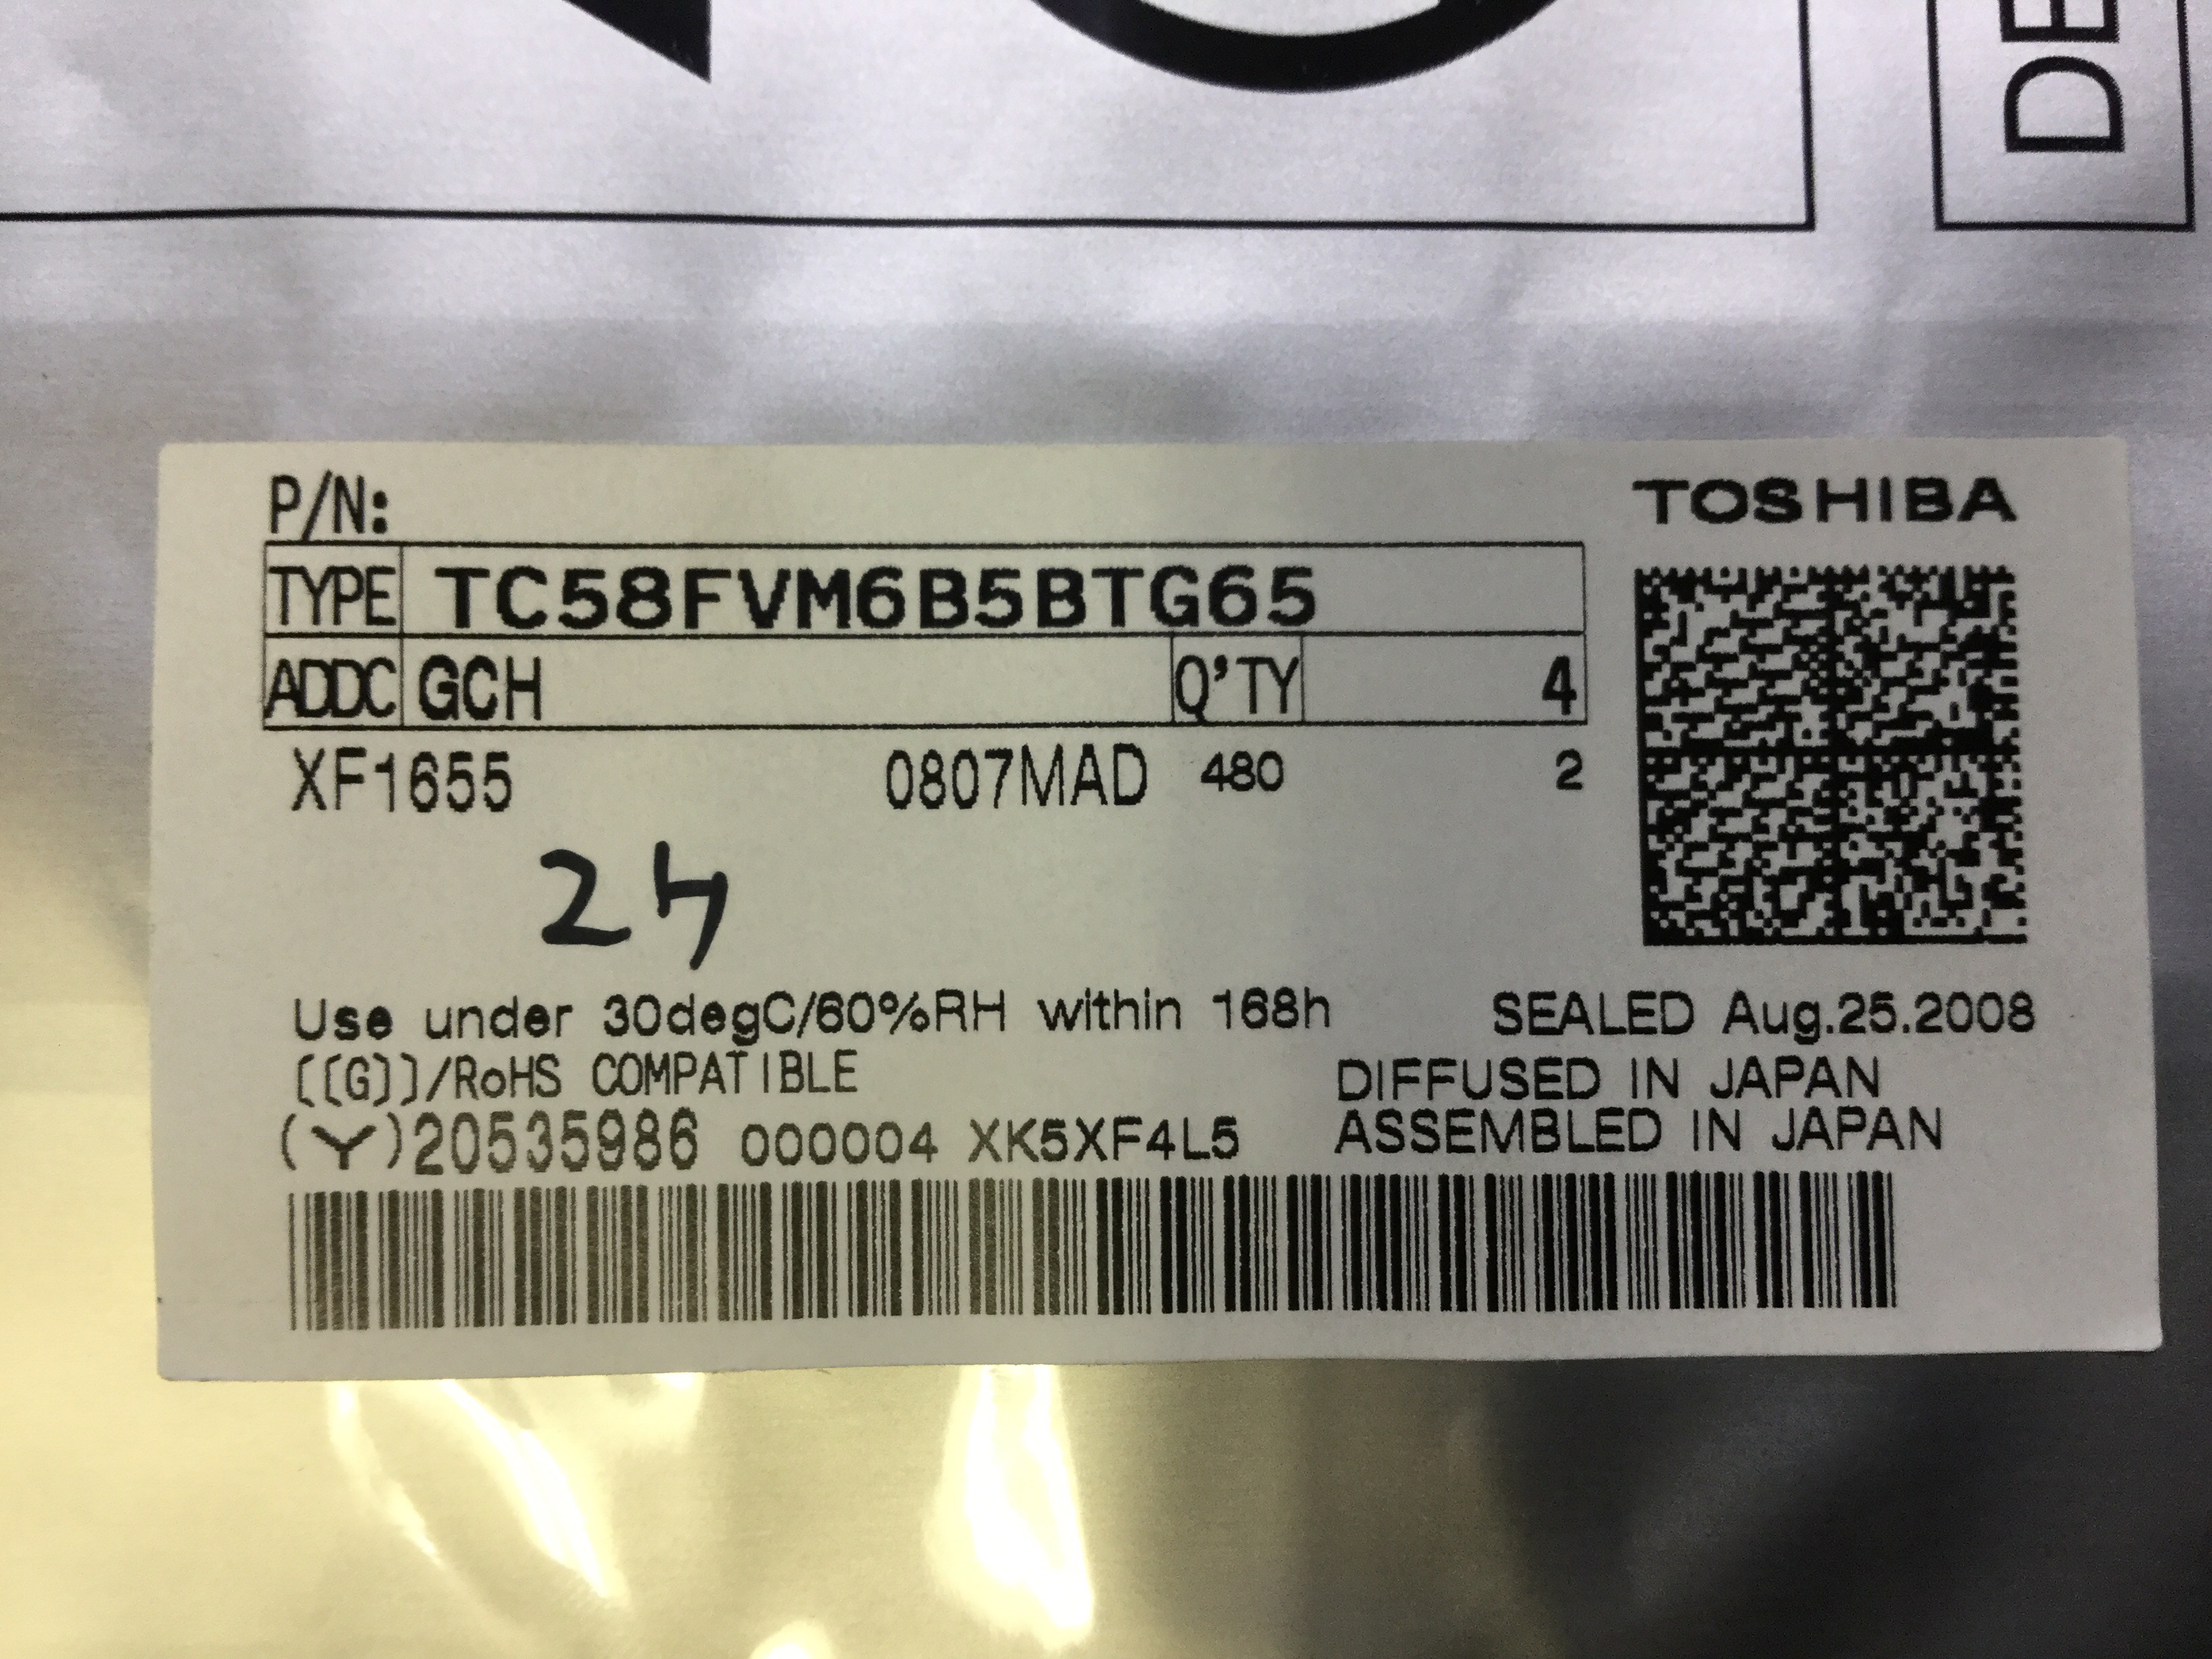 DE
P/N:
TOSHIBA
TYPE TC58FVM6B5BTG65
ADDC GCH Q'TY 4
XF1655 0807MAD 480 2
24
Use under 30degC/60%RH within 168h SEALED Aug.25.2008
[[G]]/RoHS COMPATIBLE DIFFUSED IN JAPAN
(Y)20535986 000004 XK5XF4L5 ASSEMBLED IN JAPAN